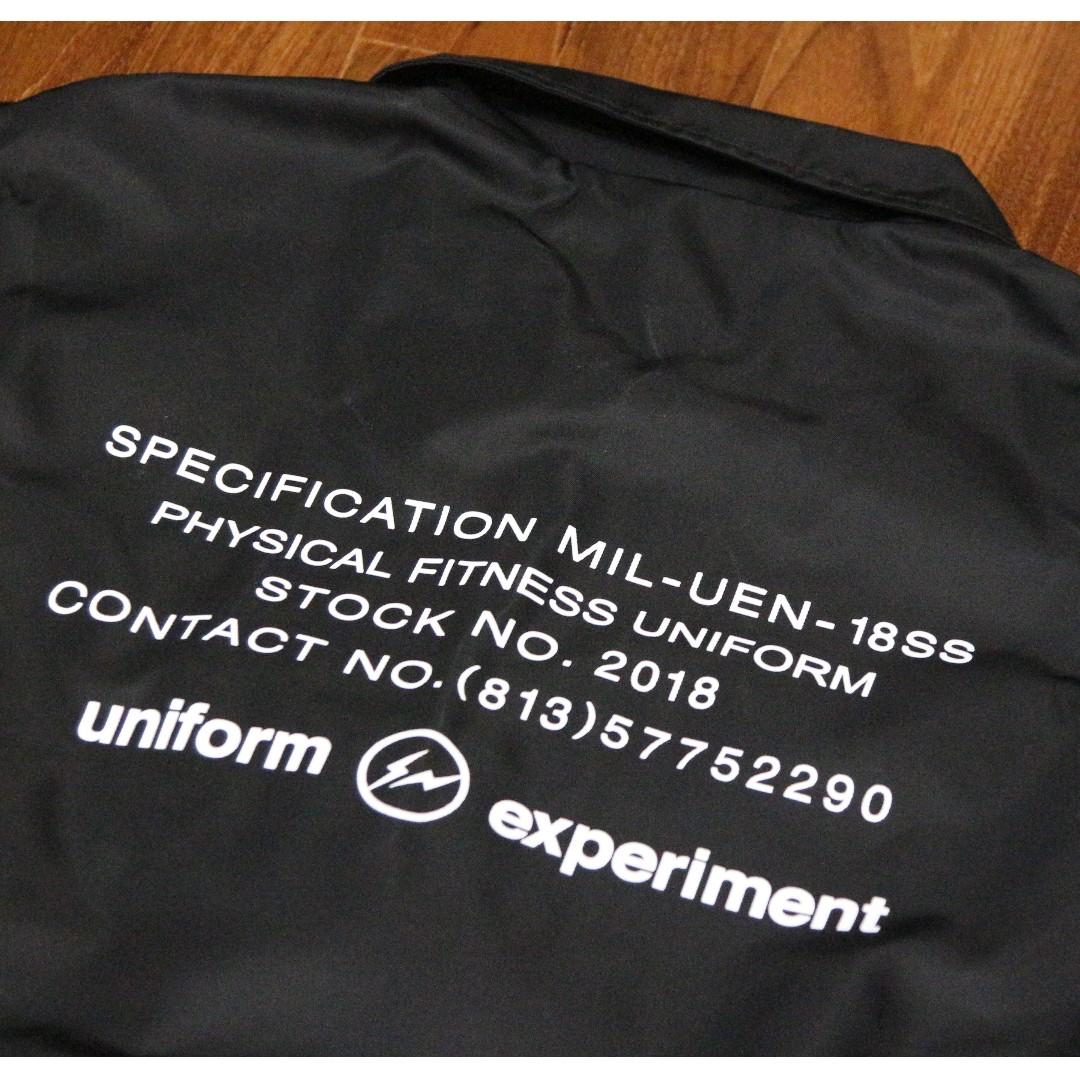 SPECIFICATION MIL-UEN-18SS
PHYSICAL FITNESS UNIFORM
STOCK NO. 2018
CONTACT NO.(813)57752290
uniform experiment